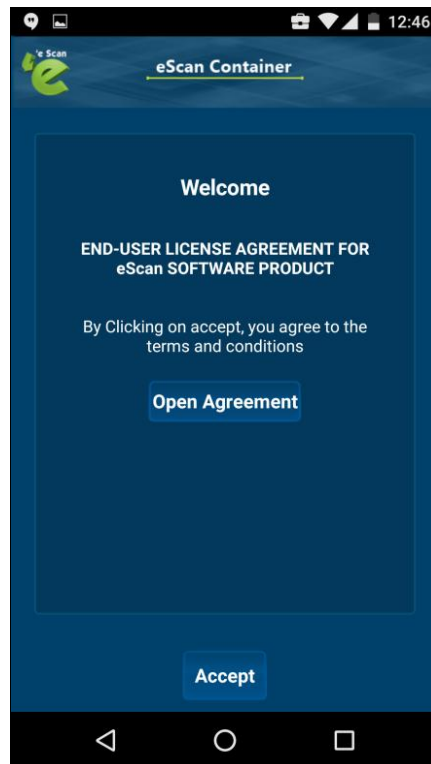 12:46
e Scan
eScan Container
Welcome
END-USER LICENSE AGREEMENT FOR
eScan SOFTWARE PRODUCT
By Clicking on accept, you agree to the
terms and conditions
Open Agreement
Accept